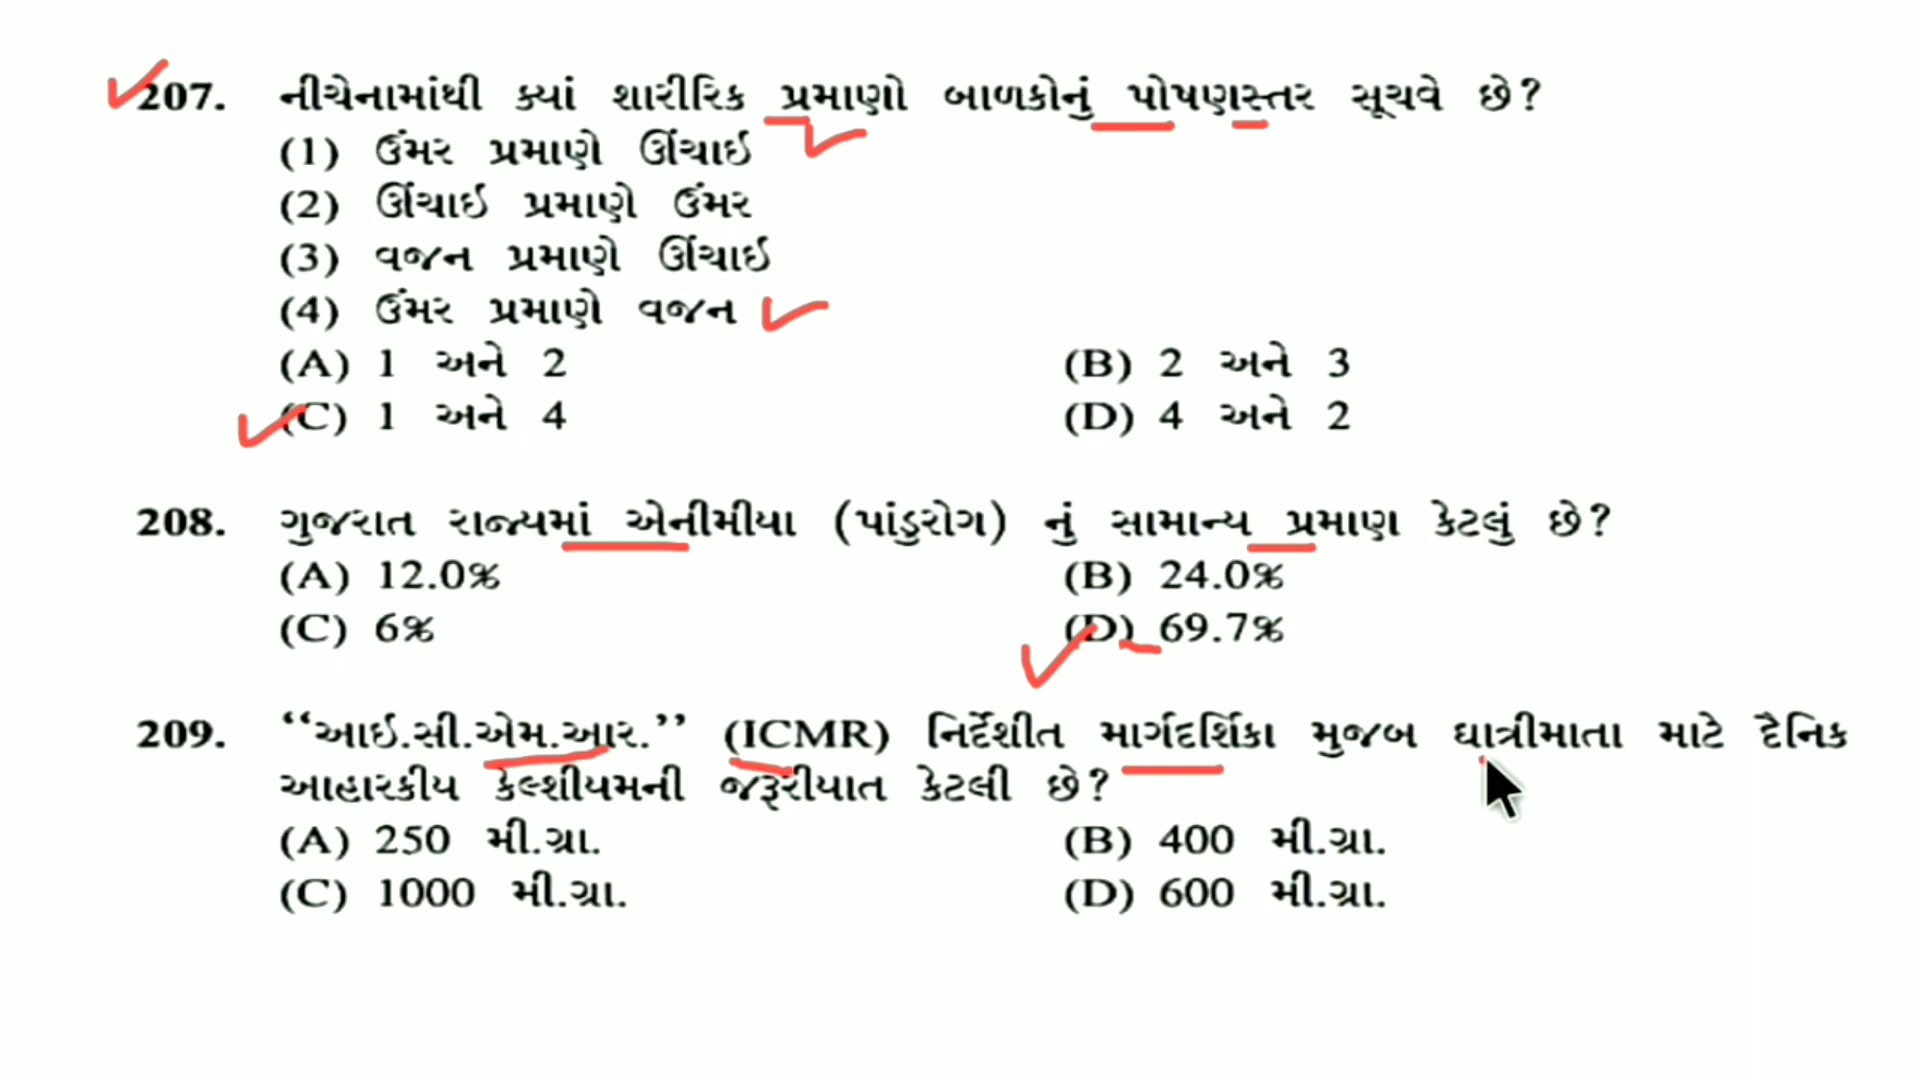 207. નીચેનામાંથી ક્યાં શારીરિક પ્રમાણો બાળકોનું પોષણસ્તર સૂચવે છે?
(1) ઉંમર પ્રમાણે ઊંચાઈ
(2) ઊંચાઈ પ્રમાણે ઉંમર
(3) વજન પ્રમાણે ઊંચાઈ
(4) ઉંમર પ્રમાણે વજન
(A) 1 અને 2 (B) 2 અને 3
(C) 1 અને 4 (D) 4 અને 2
208. ગુજરાત રાજ્યમાં એનીમીયા (પાંડુરોગ) નું સામાન્ય પ્રમાણ કેટલું છે?
(A) 12.0% (B) 24.0%
(C) 6% (D) 69.7%
209. “આઈ.સી.એમ.આર.” (ICMR) નિર્દેશીત માર્ગદર્શિકા મુજબ ધાત્રીમાતા માટે દૈનિક
આહારકીય કેલ્શીયમની જરૂરીયાત કેટલી છે?
(A) 250 મી.ગ્રા. (B) 400 મી.ગ્રા.
(C) 1000 મી.ગ્રા. (D) 600 મી.ગ્રા.